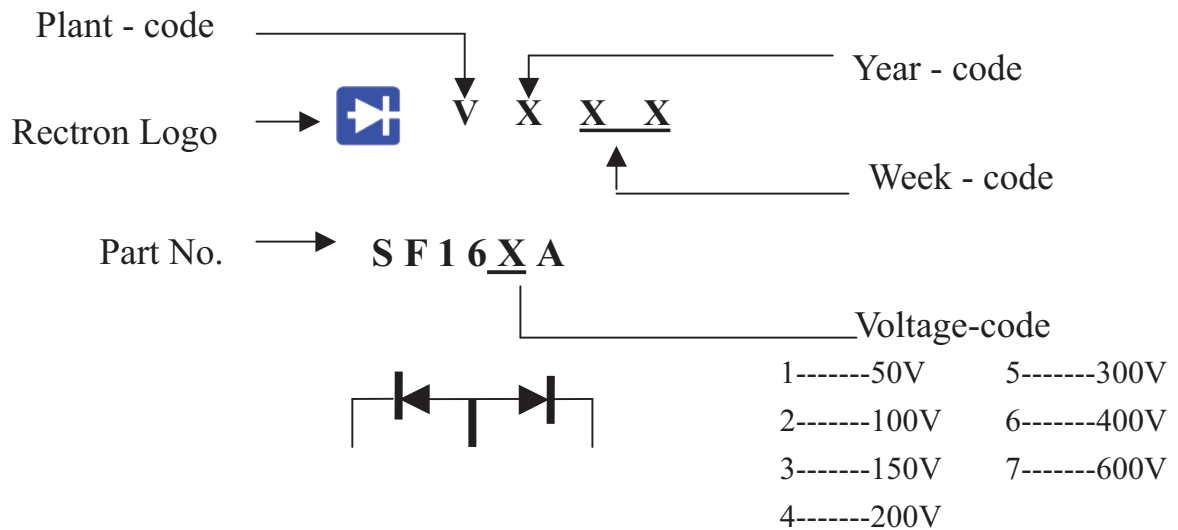 Plant - code
Year - code
V X X X
Rectron Logo
Week - code
Part No.
S F 1 6 X A
Voltage-code
1-------50V 5-------300V
2-------100V 6-------400V
3-------150V 7-------600V
4-------200V